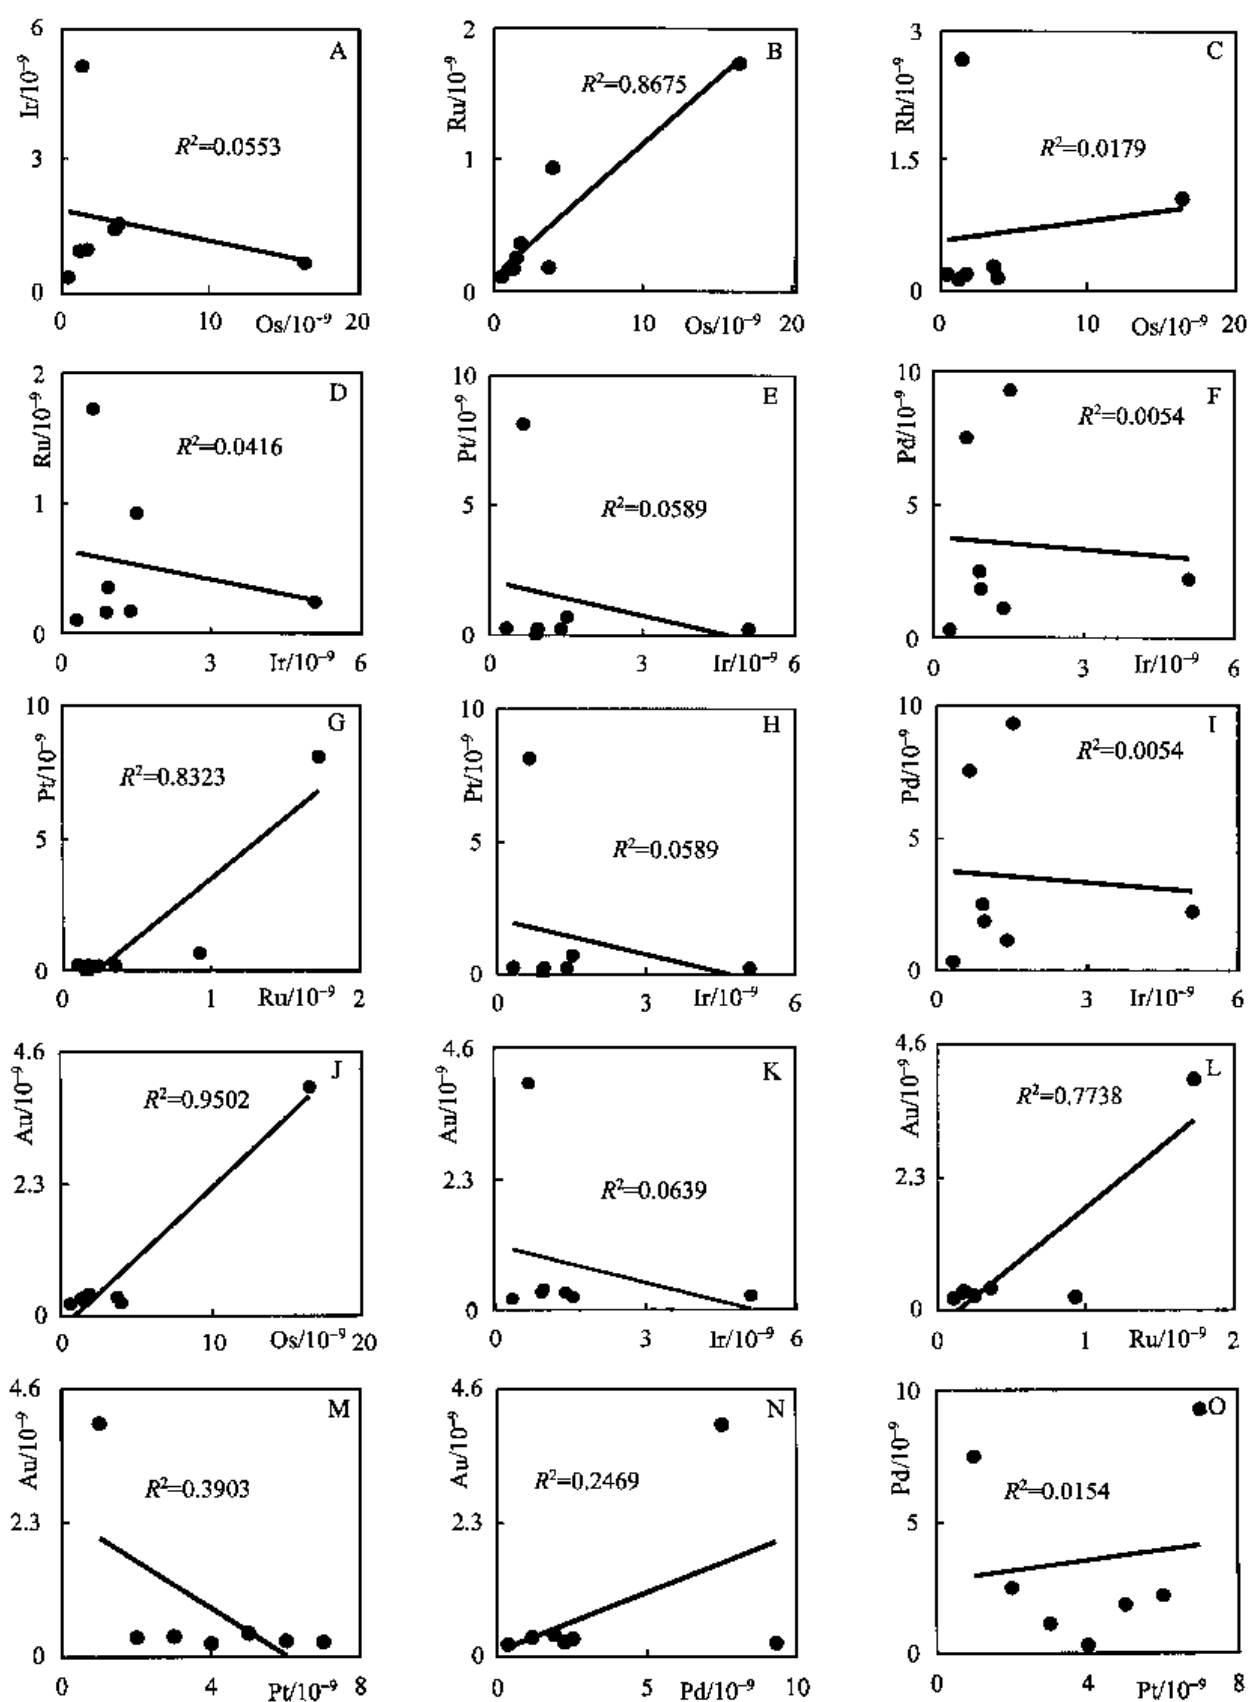 6 A
Ir/10⁻⁹
R²=0.0553
3
0
0 10 Os/10⁻⁹ 20
2 B
Ru/10⁻⁹
R²=0.8675
1
0
0 10 Os/10⁻⁹ 20
3 C
Rh/10⁻⁹
R²=0.0179
1.5
0
0 10 Os/10⁻⁹ 20
2 D
Ru/10⁻⁹
R²=0.0416
1
0
0 3 Ir/10⁻⁹ 6
10 E
Pt/10⁻⁹
5
R²=0.0589
0
0 3 Ir/10⁻⁹ 6
10 F
Pd/10⁻⁹
R²=0.0054
5
0
0 3 Ir/10⁻⁹ 6
10 G
Pt/10⁻⁹
R²=0.8323
5
0
0 1 Ru/10⁻⁹ 2
10 H
Pt/10⁻⁹
5
R²=0.0589
0
0 3 Ir/10⁻⁹ 6
10 I
Pd/10⁻⁹
R²=0.0054
5
0
0 3 Ir/10⁻⁹ 6
4.6 J
Au/10⁻⁹
R²=0.9502
2.3
0
0 10 Os/10⁻⁹ 20
4.6 K
Au/10⁻⁹
2.3
R²=0.0639
0
0 3 Ir/10⁻⁹ 6
4.6 L
Au/10⁻⁹
R²=0.7738
2.3
0
0 1 Ru/10⁻⁹ 2
4.6 M
Au/10⁻⁹
R²=0.3903
2.3
0
0 4 Pt/10⁻⁹ 8
4.6 N
Au/10⁻⁹
R²=0.2469
2.3
0
0 5 Pd/10⁻⁹ 10
10 O
Pd/10⁻⁹
R²=0.0154
5
0
0 4 Pt/10⁻⁹ 8